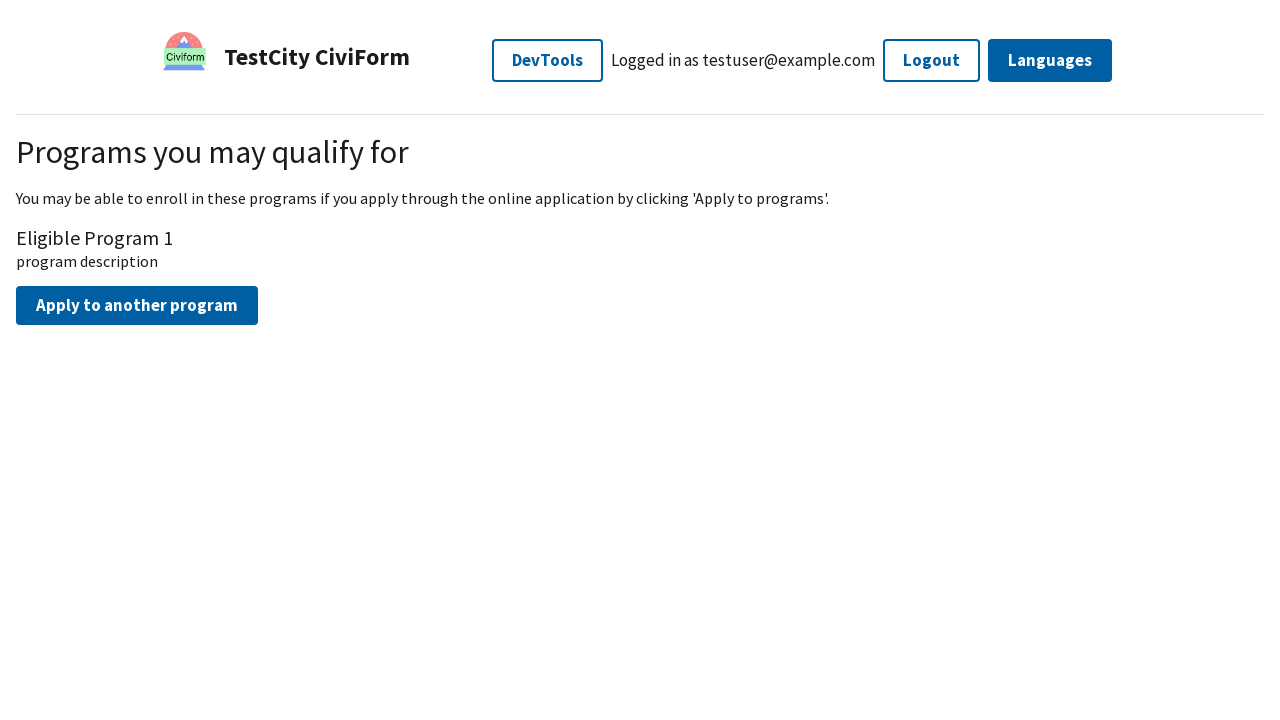 Civiform
TestCity CiviForm
DevTools
Logged in as testuser@example.com
Logout
Languages
Programs you may qualify for
You may be able to enroll in these programs if you apply through the online application by clicking 'Apply to programs'.
Eligible Program 1
program description
Apply to another program